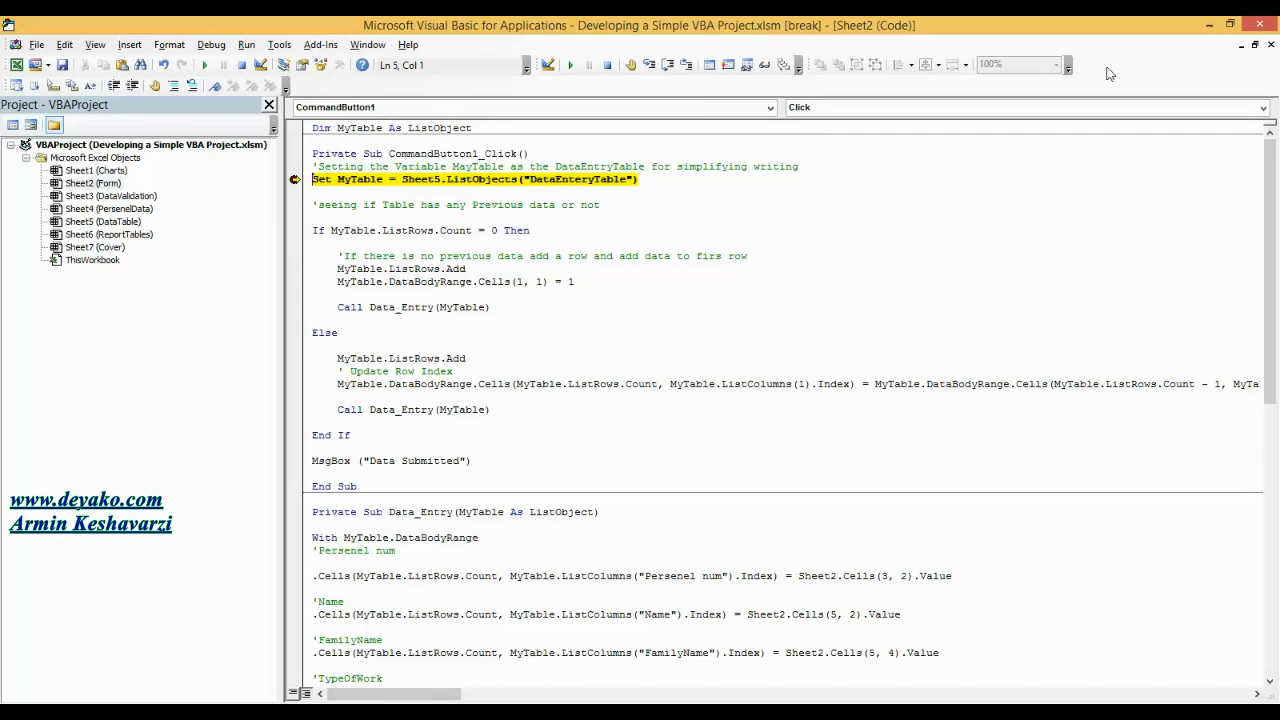 Microsoft Visual Basic for Applications - Developing a Simple VBA Project.xlsm [break] - [Sheet2 (Code)]
File Edit View Insert Format Debug Run Tools Add-Ins Window Help
Ln 5, Col 1
100%
Project - VBAProject
CommandButton1
Click
VBAProject (Developing a Simple VBA Project.xlsm)
Microsoft Excel Objects
Sheet1 (Charts)
Sheet2 (Form)
Sheet3 (DataValidation)
Sheet4 (PersenelData)
Sheet5 (DataTable)
Sheet6 (ReportTables)
Sheet7 (Cover)
ThisWorkbook
www.deyako.com
Armin Keshavarzi
Dim MyTable As ListObject
Private Sub CommandButton1_Click()
'Setting the Variable MayTable as the DataEntryTable for simplifying writing
Set MyTable = Sheet5.ListObjects("DataEnteryTable")
'seeing if Table has any Previous data or not
If MyTable.ListRows.Count = 0 Then
'If there is no previous data add a row and add data to firs row
MyTable.ListRows.Add
MyTable.DataBodyRange.Cells(1, 1) = 1
Call Data_Entry(MyTable)
Else
MyTable.ListRows.Add
' Update Row Index
MyTable.DataBodyRange.Cells(MyTable.ListRows.Count, MyTable.ListColumns(1).Index) = MyTable.DataBodyRange.Cells(MyTable.ListRows.Count - 1, MyTa
Call Data_Entry(MyTable)
End If
MsgBox ("Data Submitted")
End Sub
Private Sub Data_Entry(MyTable As ListObject)
With MyTable.DataBodyRange
'Persenel num
.Cells(MyTable.ListRows.Count, MyTable.ListColumns("Persenel num").Index) = Sheet2.Cells(3, 2).Value
'Name
.Cells(MyTable.ListRows.Count, MyTable.ListColumns("Name").Index) = Sheet2.Cells(5, 2).Value
'FamilyName
.Cells(MyTable.ListRows.Count, MyTable.ListColumns("FamilyName").Index) = Sheet2.Cells(5, 4).Value
'TypeOfWork